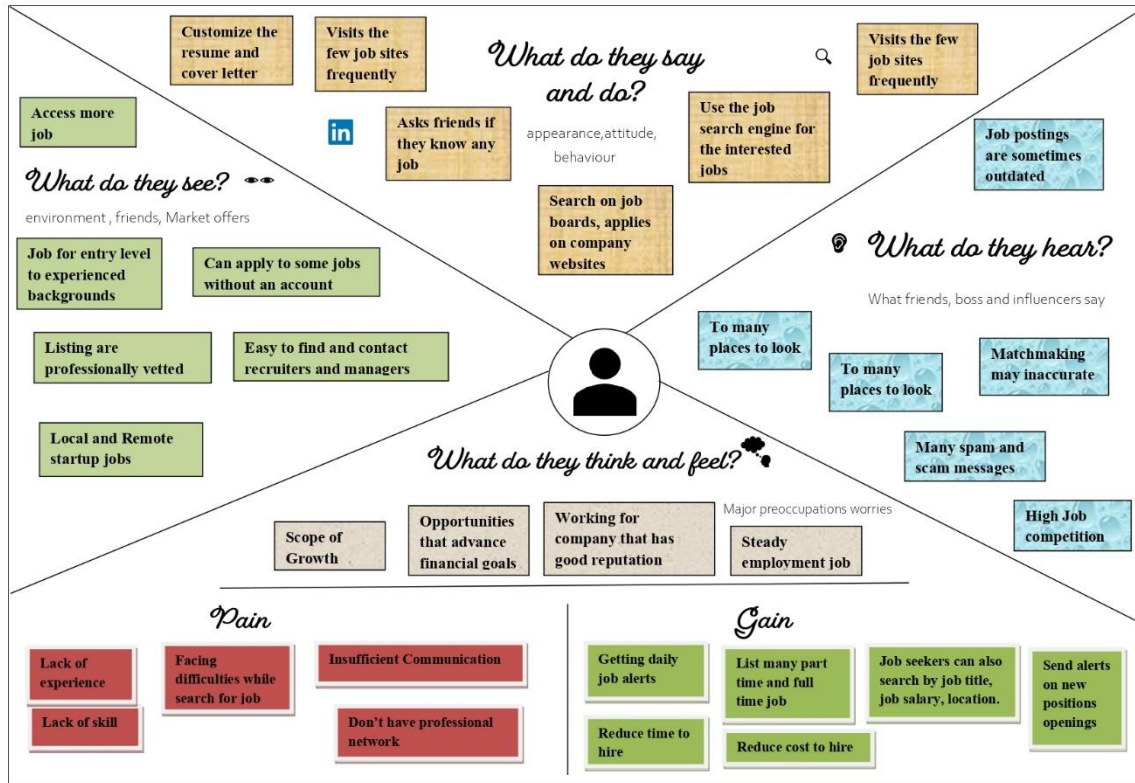 Customize the
resume and
cover letter
Visits the
few job sites
frequently
What do they say
and do?
appearance,attitude,
behaviour
Visits the few
job sites
frequently
in
Asks friends if
they know any
job
Use the job
search engine for
the interested
jobs
Search on job
boards, applies
on company
websites
Access more
job
What do they see?
environment , friends, Market offers
Job for entry level
to experienced
backgrounds
Can apply to some jobs
without an account
Listing are
professionally vetted
Easy to find and contact
recruiters and managers
Local and Remote
startup jobs
Job postings
are sometimes
outdated
What do they hear?
What friends, boss and influencers say
To many
places to look
To many
places to look
Matchmaking
may inaccurate
Many spam and
scam messages
High Job
competition
What do they think and feel?
Major preoccupations worries
Scope of
Growth
Opportunities
that advance
financial goals
Working for
company that has
good reputation
Steady
employment job
Pain
Lack of
experience
Facing
difficulties while
search for job
Insufficient Communication
Lack of skill
Don't have professional
network
Gain
Getting daily
job alerts
List many part
time and full
time job
Job seekers can also
search by job title,
job salary, location.
Send alerts
on new
positions
openings
Reduce time to
hire
Reduce cost to hire